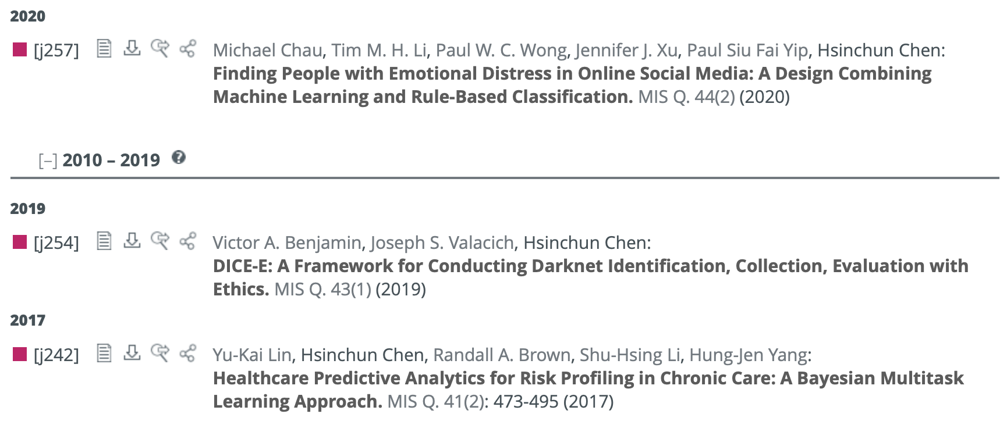 2020
[j257] Michael Chau, Tim M. H. Li, Paul W. C. Wong, Jennifer J. Xu, Paul Siu Fai Yip, Hsinchun Chen:
Finding People with Emotional Distress in Online Social Media: A Design Combining
Machine Learning and Rule-Based Classification. MIS Q. 44(2) (2020)
[–] 2010 – 2019 ?
2019
[j254] Victor A. Benjamin, Joseph S. Valacich, Hsinchun Chen:
DICE-E: A Framework for Conducting Darknet Identification, Collection, Evaluation with
Ethics. MIS Q. 43(1) (2019)
2017
[j242] Yu-Kai Lin, Hsinchun Chen, Randall A. Brown, Shu-Hsing Li, Hung-Jen Yang:
Healthcare Predictive Analytics for Risk Profiling in Chronic Care: A Bayesian Multitask
Learning Approach. MIS Q. 41(2): 473-495 (2017)